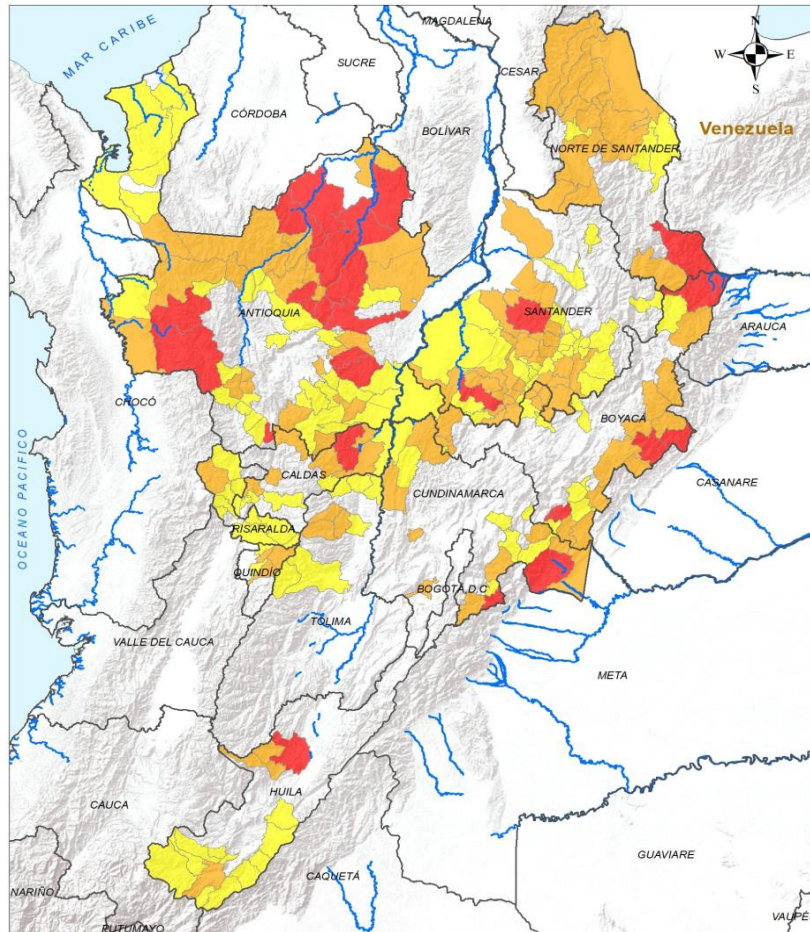 MAGDALENA
N
MAR CARIBE
SUCRE
W
E
CESAR
S
CÓRDOBA
BOLÍVAR
Venezuela
NORTE DE SANTANDER
ANTIOQUIA
SANTANDER
ARAUCA
CHOCÓ
BOYACÁ
CALDAS
CASANARE
CUNDINAMARCA
OCEANO PACIFICO
RISARALDA
QUINDÍO
BOGOTÁ, D.C
TOLIMA
VALLE DEL CAUCA
META
HUILA
CAUCA
GUAVIARE
CAQUETÁ
NARIÑO
PUTUMAYO
VAUPÉ